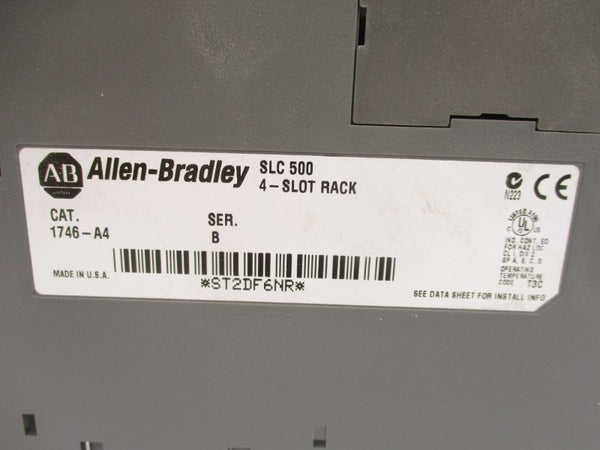 AB Allen-Bradley SLC 500
4-SLOT RACK
N223
CE
CAT. SER.
1746-A4 B
LISTED
C UL US
IND. CONT. EQ
FOR HAZ LOC
CL I, DIV 2
GP A, B, C, D
OPERATING
TEMPERATURE
CODE T3C
MADE IN U.S.A.
*ST2DF6NR*
SEE DATA SHEET FOR INSTALL INFO